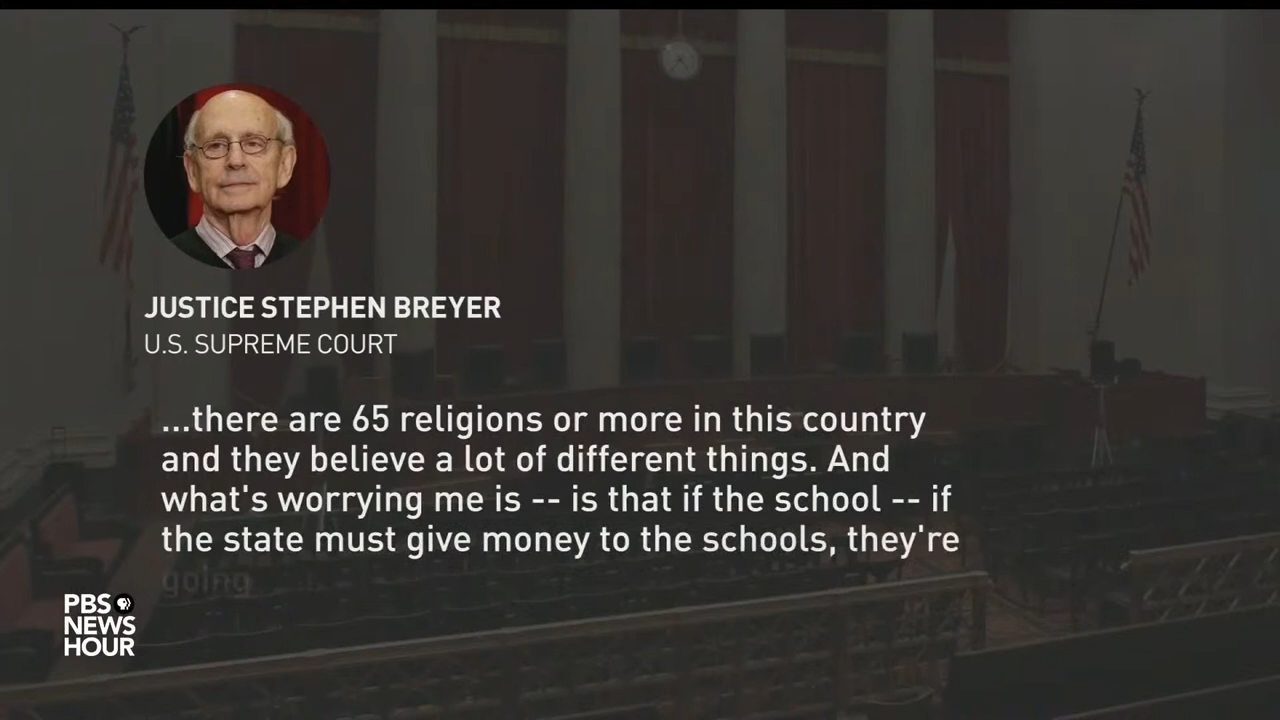 JUSTICE STEPHEN BREYER
U.S. SUPREME COURT
...there are 65 religions or more in this country
and they believe a lot of different things. And
what's worrying me is -- is that if the school -- if
the state must give money to the schools, they're
going
PBS
NEWS
HOUR